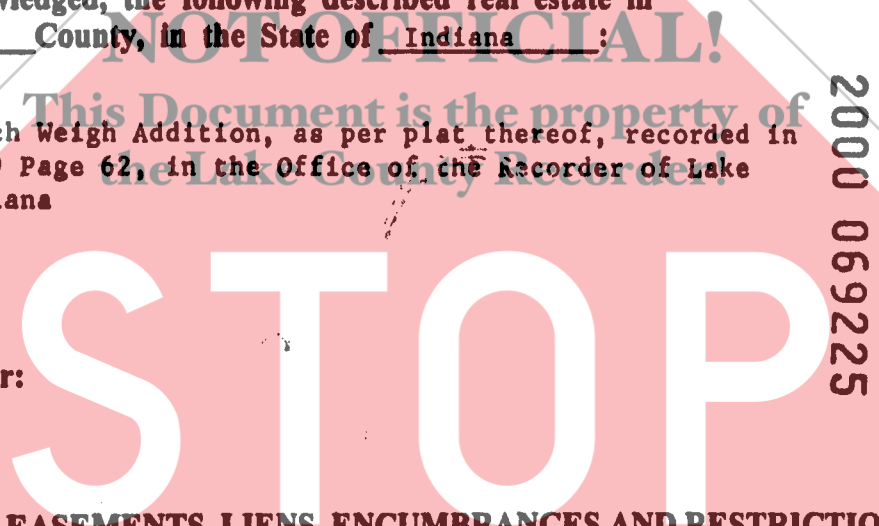 wledged, the following described real estate in
County, in the State of Indiana :
NOT OFFICIAL!
This Document is the property of
the Lake County Recorder!
ch Weigh Addition, as per plat thereof, recorded in
Page 62, in the Office of the Recorder of Lake
iana
STOP
r:
EASEMENTS, LIENS, ENCUMBRANCES AND RESTRICTIO
2000 069225